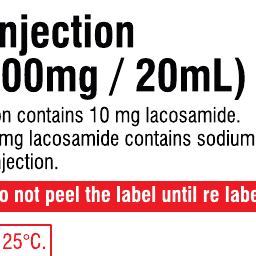 njection
00mg / 20mL)
on contains 10 mg lacosamide.
mg lacosamide contains sodium
njection.
o not peel the label until re labe
25°C.